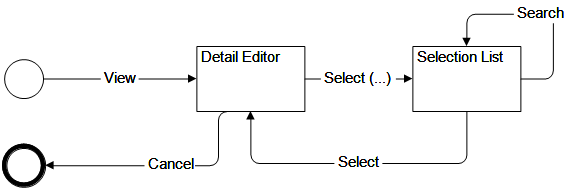 Search
Detail Editor
Selection List
View
Select (...)
Cancel
Select